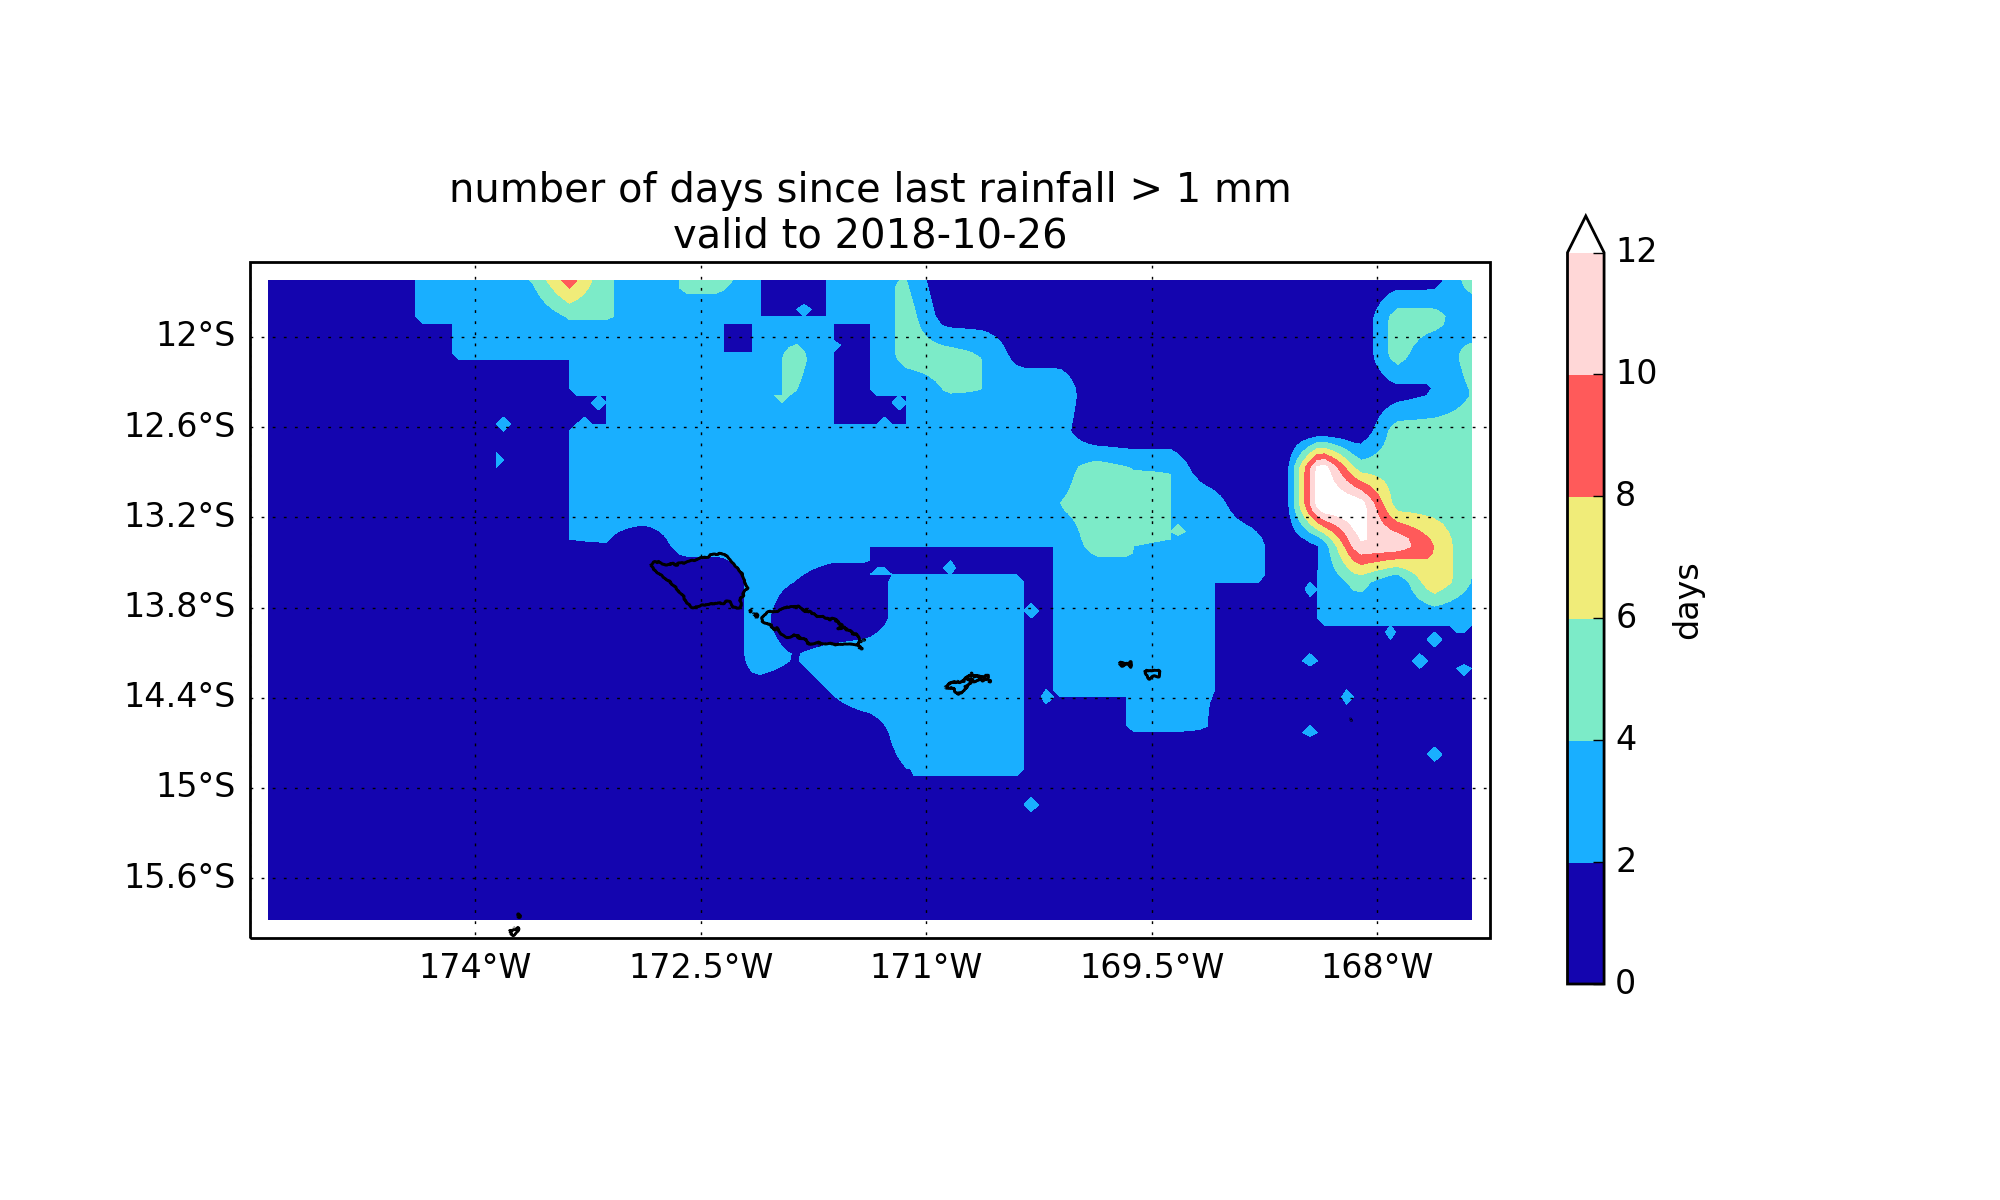 number of days since last rainfall > 1 mm
valid to 2018-10-26
12°S
12.6°S
13.2°S
13.8°S
14.4°S
15°S
15.6°S
174°W 172.5°W 171°W 169.5°W 168°W
12
10
8
6
4
2
0
days